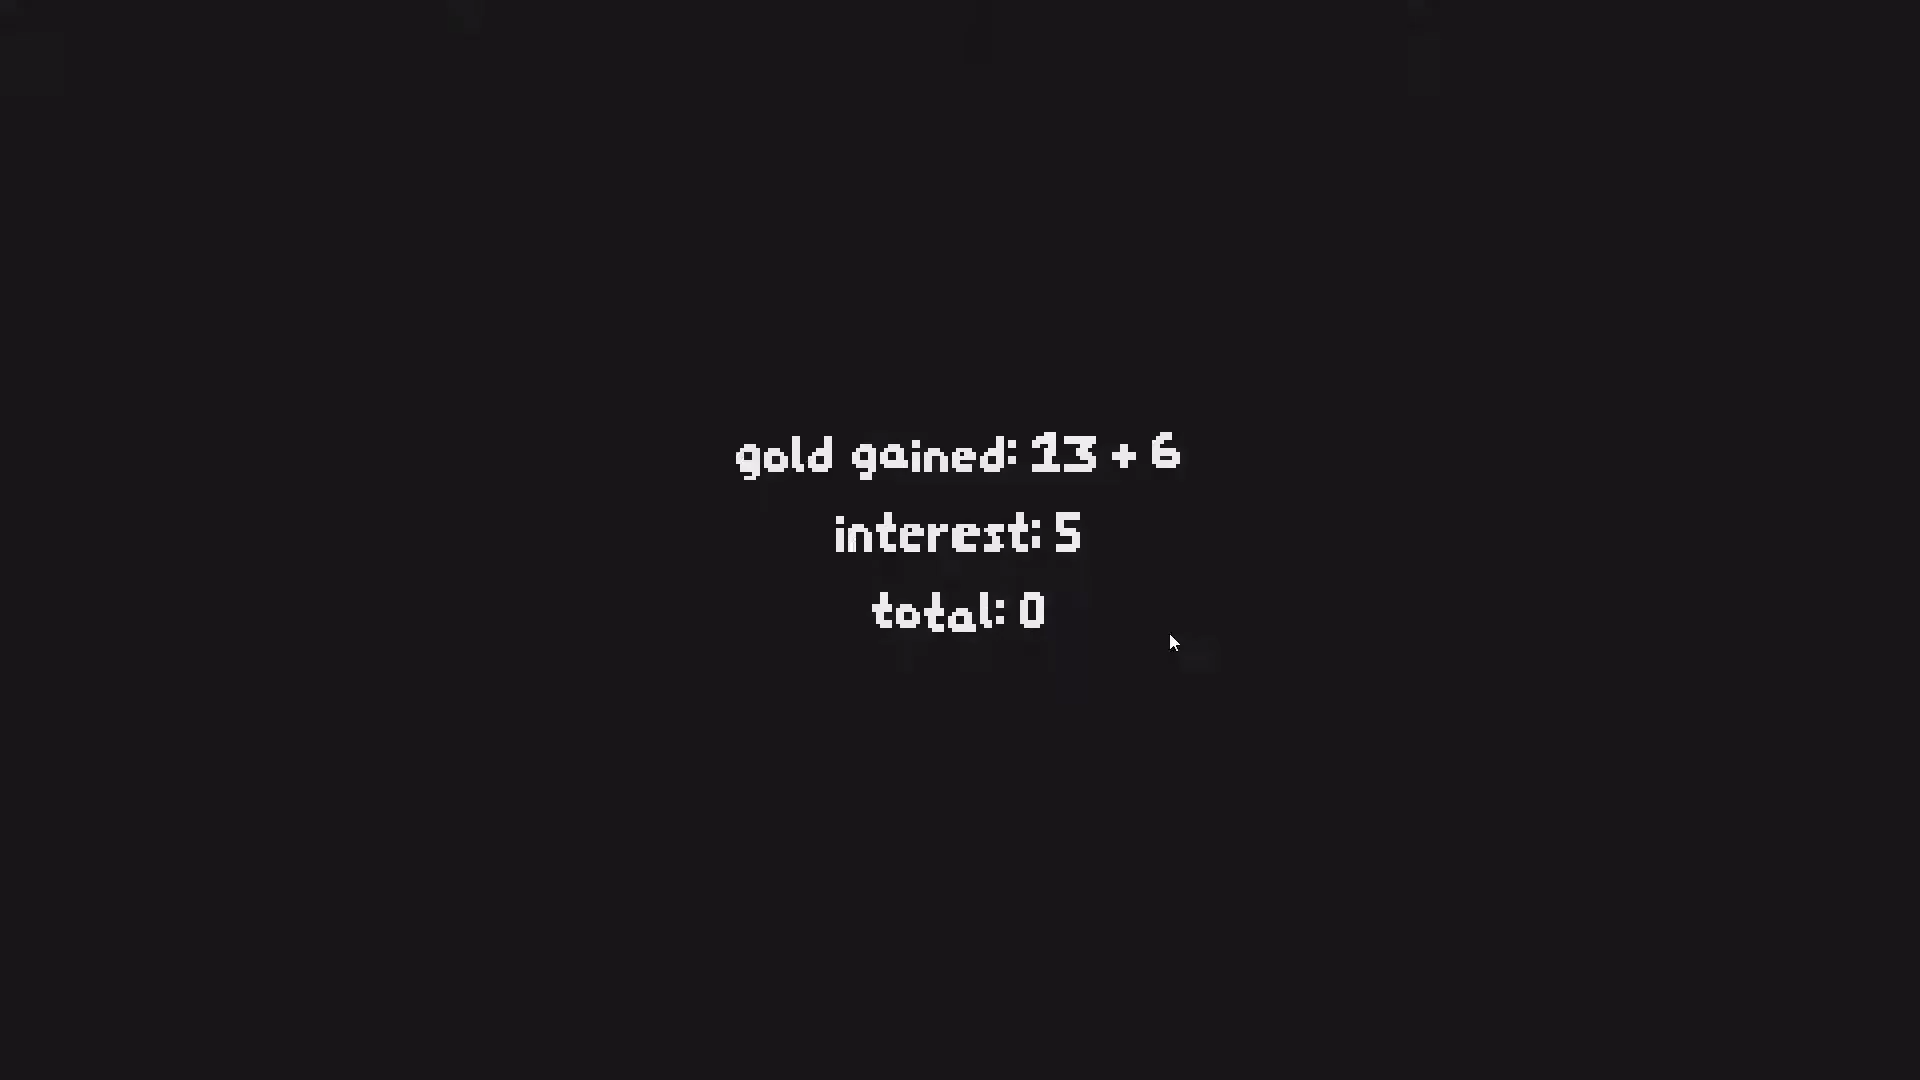 gold gained: 13 + 6
interest: 5
total: 0